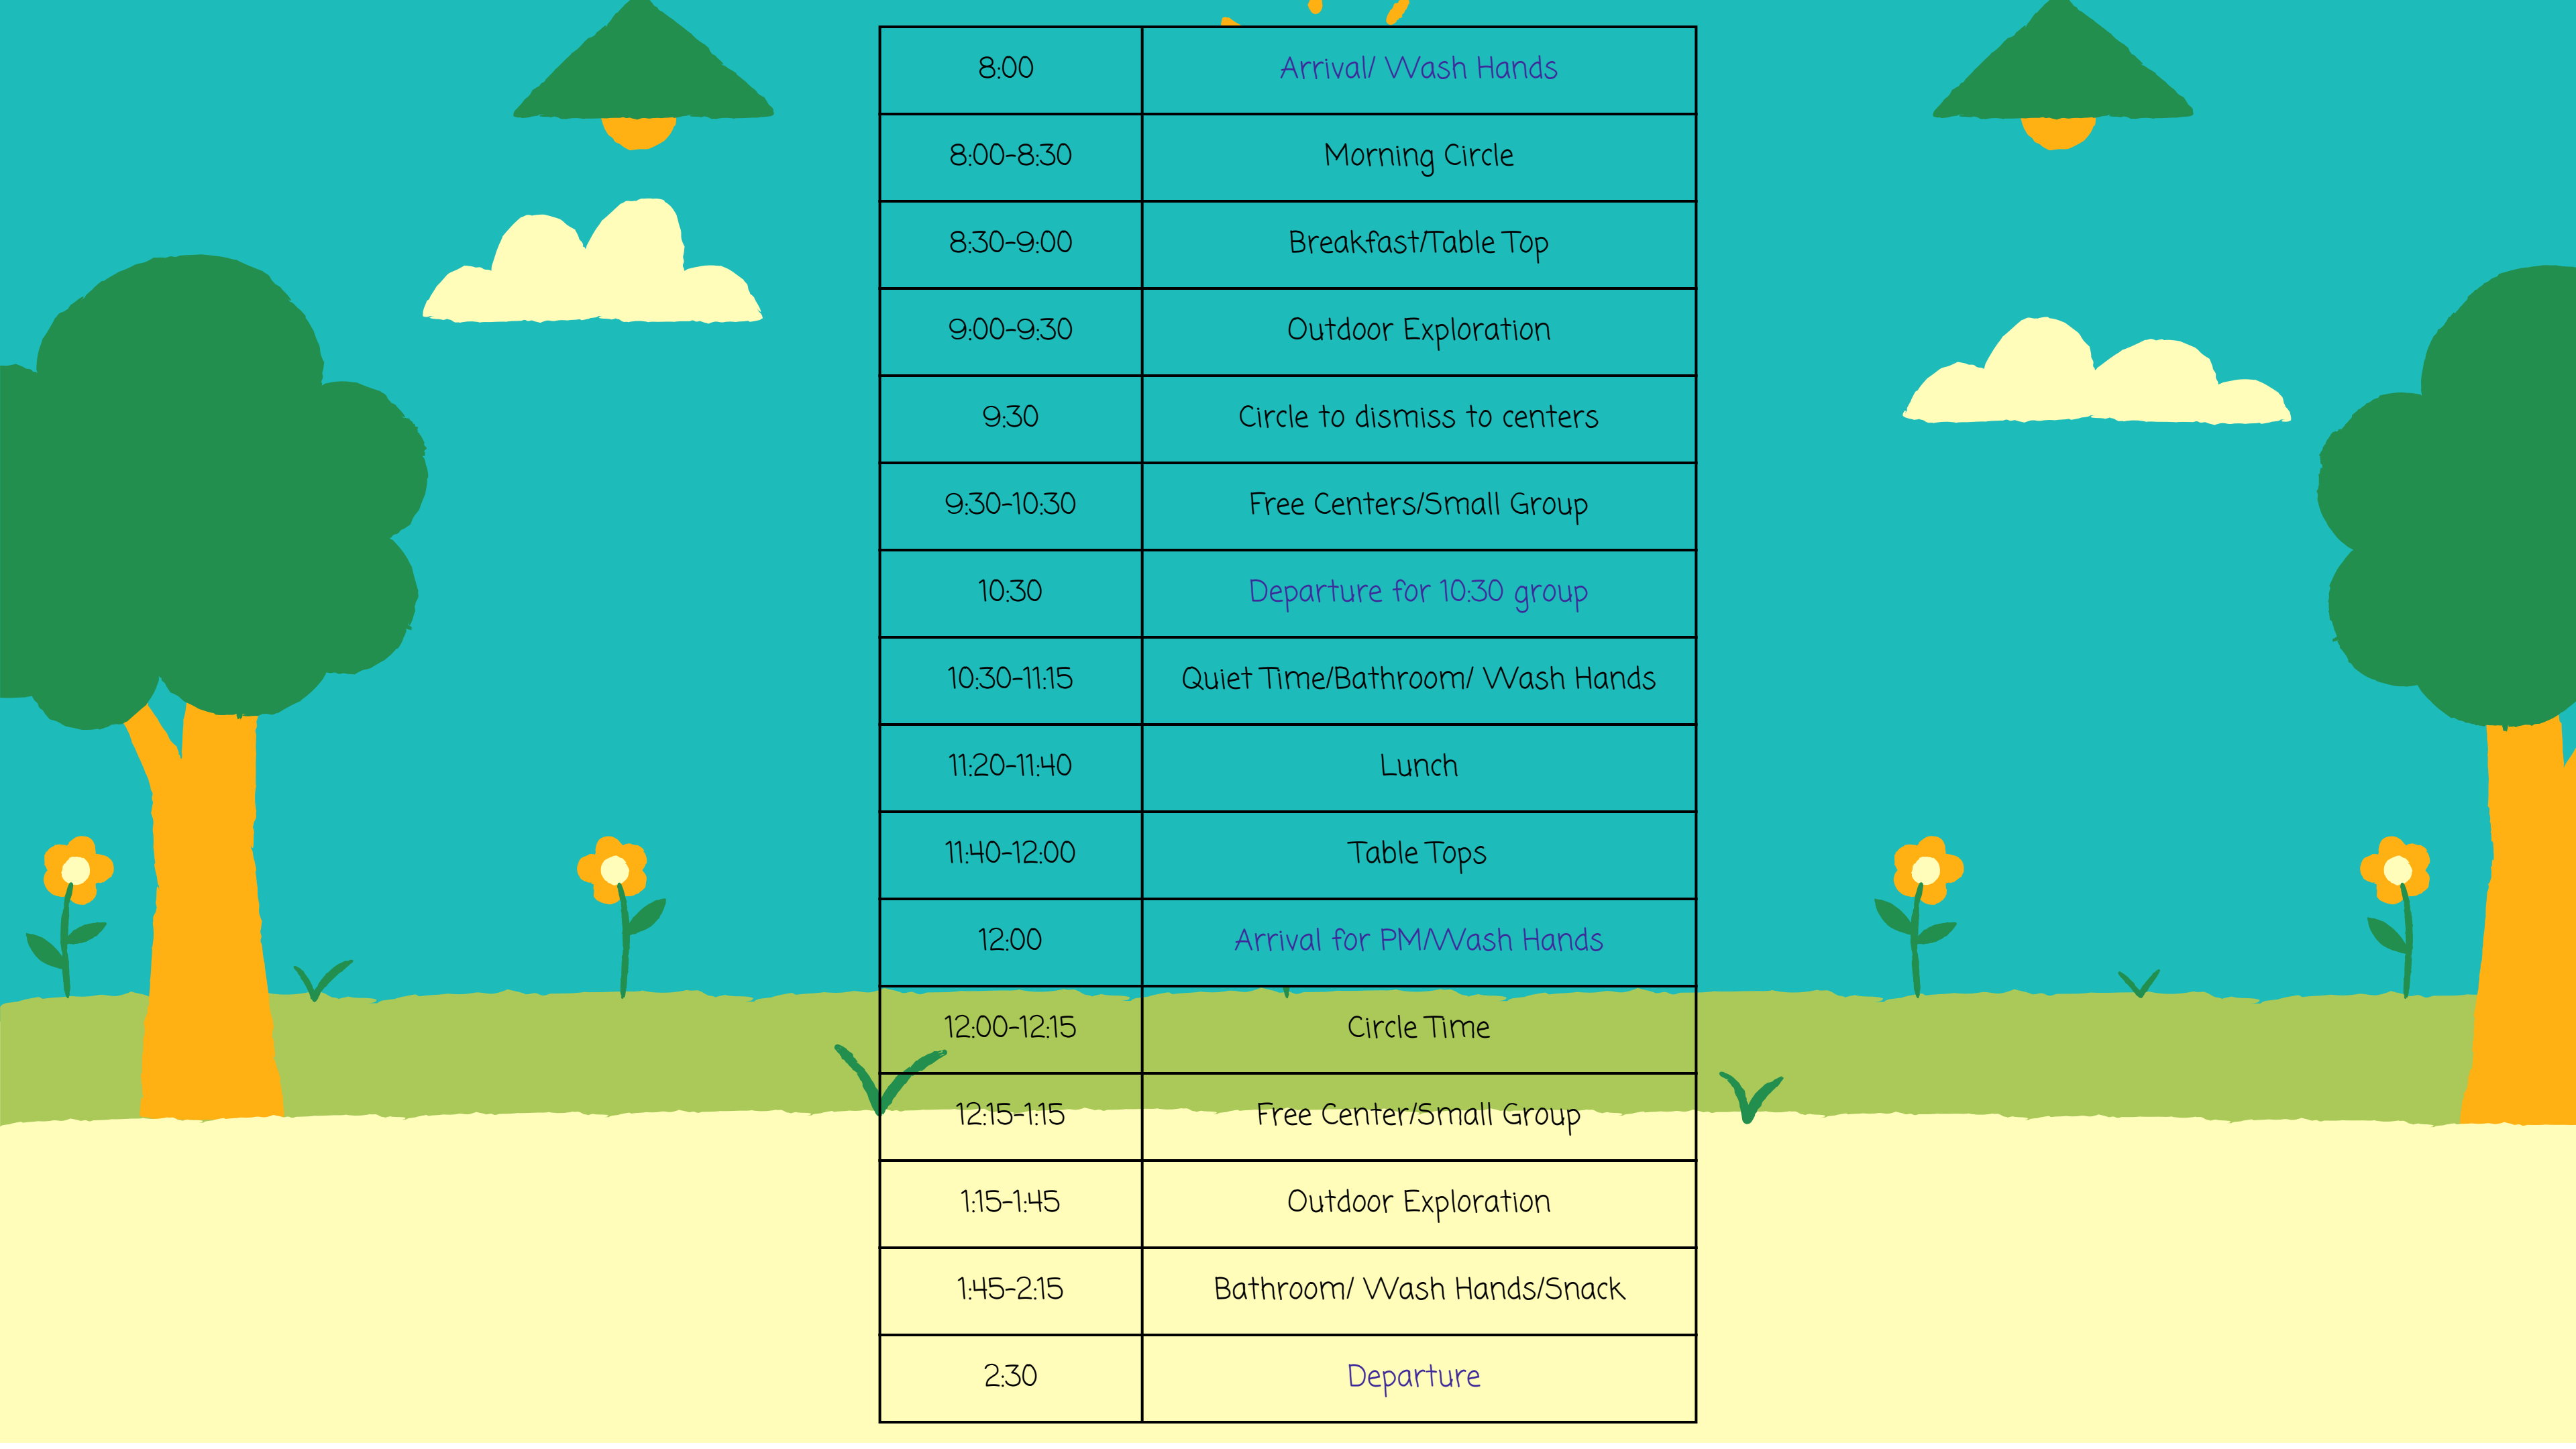 8:00 Arrival/ Wash Hands
8:00-8:30 Morning Circle
8:30-9:00 Breakfast/Table Top
9:00-9:30 Outdoor Exploration
9:30 Circle to dismiss to centers
9:30-10:30 Free Centers/Small Group
10:30 Departure for 10:30 group
10:30-11:15 Quiet Time/Bathroom/ Wash Hands
11:20-11:40 Lunch
11:40-12:00 Table Tops
12:00 Arrival for PM/Wash Hands
12:00-12:15 Circle Time
12:15-1:15 Free Center/Small Group
1:15-1:45 Outdoor Exploration
1:45-2:15 Bathroom/ Wash Hands/Snack
2:30 Departure